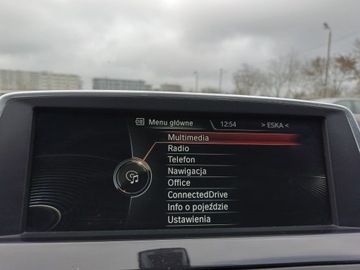 Menu główne 12:54 > ESKA <
Multimedia
Radio
Telefon
Nawigacja
Office
ConnectedDrive
Info o pojeździe
Ustawienia